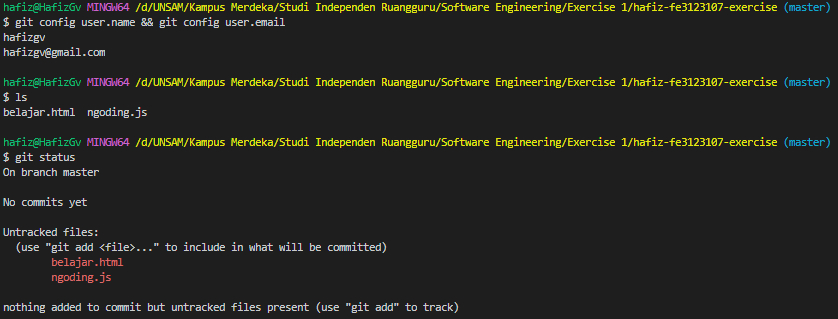 hafiz@HafizGv MINGW64 /d/UNSAM/Kampus Merdeka/Studi Independen Ruangguru/Software Engineering/Exercise 1/hafiz-fe3123107-exercise (master)
$ git config user.name && git config user.email
hafizgv
hafizgv@gmail.com
hafiz@HafizGv MINGW64 /d/UNSAM/Kampus Merdeka/Studi Independen Ruangguru/Software Engineering/Exercise 1/hafiz-fe3123107-exercise (master)
$ ls
belajar.html  ngoding.js
hafiz@HafizGv MINGW64 /d/UNSAM/Kampus Merdeka/Studi Independen Ruangguru/Software Engineering/Exercise 1/hafiz-fe3123107-exercise (master)
$ git status
On branch master
No commits yet
Untracked files:
  (use "git add <file>..." to include in what will be committed)
        belajar.html
        ngoding.js
nothing added to commit but untracked files present (use "git add" to track)